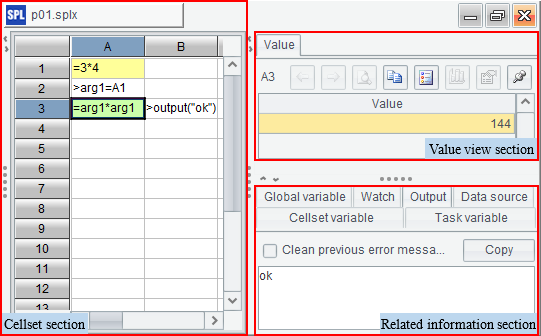 SPL p01.splx
A B
1 =3*4
2 >arg1=A1
3 =arg1*arg1 >output("ok")
4
5
6
7
8
9
10
11
12
13
Cellset section
Value
A3
Value
144
Value view section
Global variable Watch Output Data source
Cellset variable Task variable
Clean previous error messa... Copy
ok
Related information section